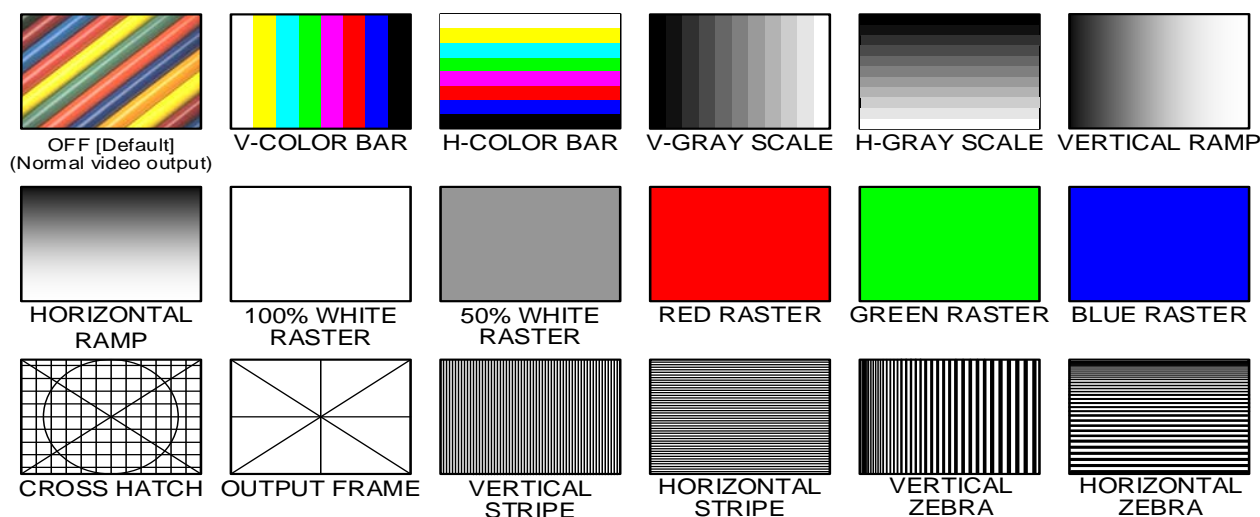 OFF [Default]
(Normal video output)
V-COLOR BAR
H-COLOR BAR
V-GRAY SCALE
H-GRAY SCALE
VERTICAL RAMP
HORIZONTAL
RAMP
100% WHITE
RASTER
50% WHITE
RASTER
RED RASTER
GREEN RASTER
BLUE RASTER
CROSS HATCH
OUTPUT FRAME
VERTICAL
STRIPE
HORIZONTAL
STRIPE
VERTICAL
ZEBRA
HORIZONTAL
ZEBRA